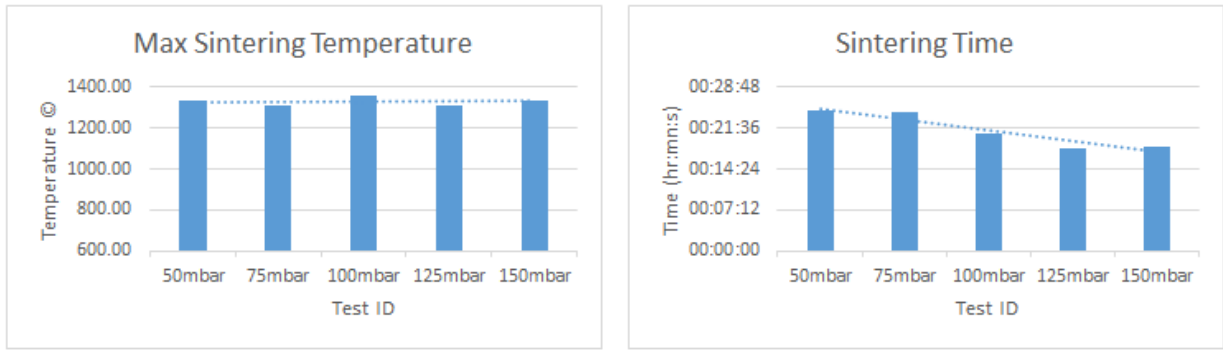 Max Sintering Temperature
Temperature ©
1400.00
1200.00
1000.00
800.00
600.00
50mbar 75mbar 100mbar 125mbar 150mbar
Test ID
Sintering Time
Time (hr:mn:s)
00:28:48
00:21:36
00:14:24
00:07:12
00:00:00
50mbar 75mbar 100mbar 125mbar 150mbar
Test ID